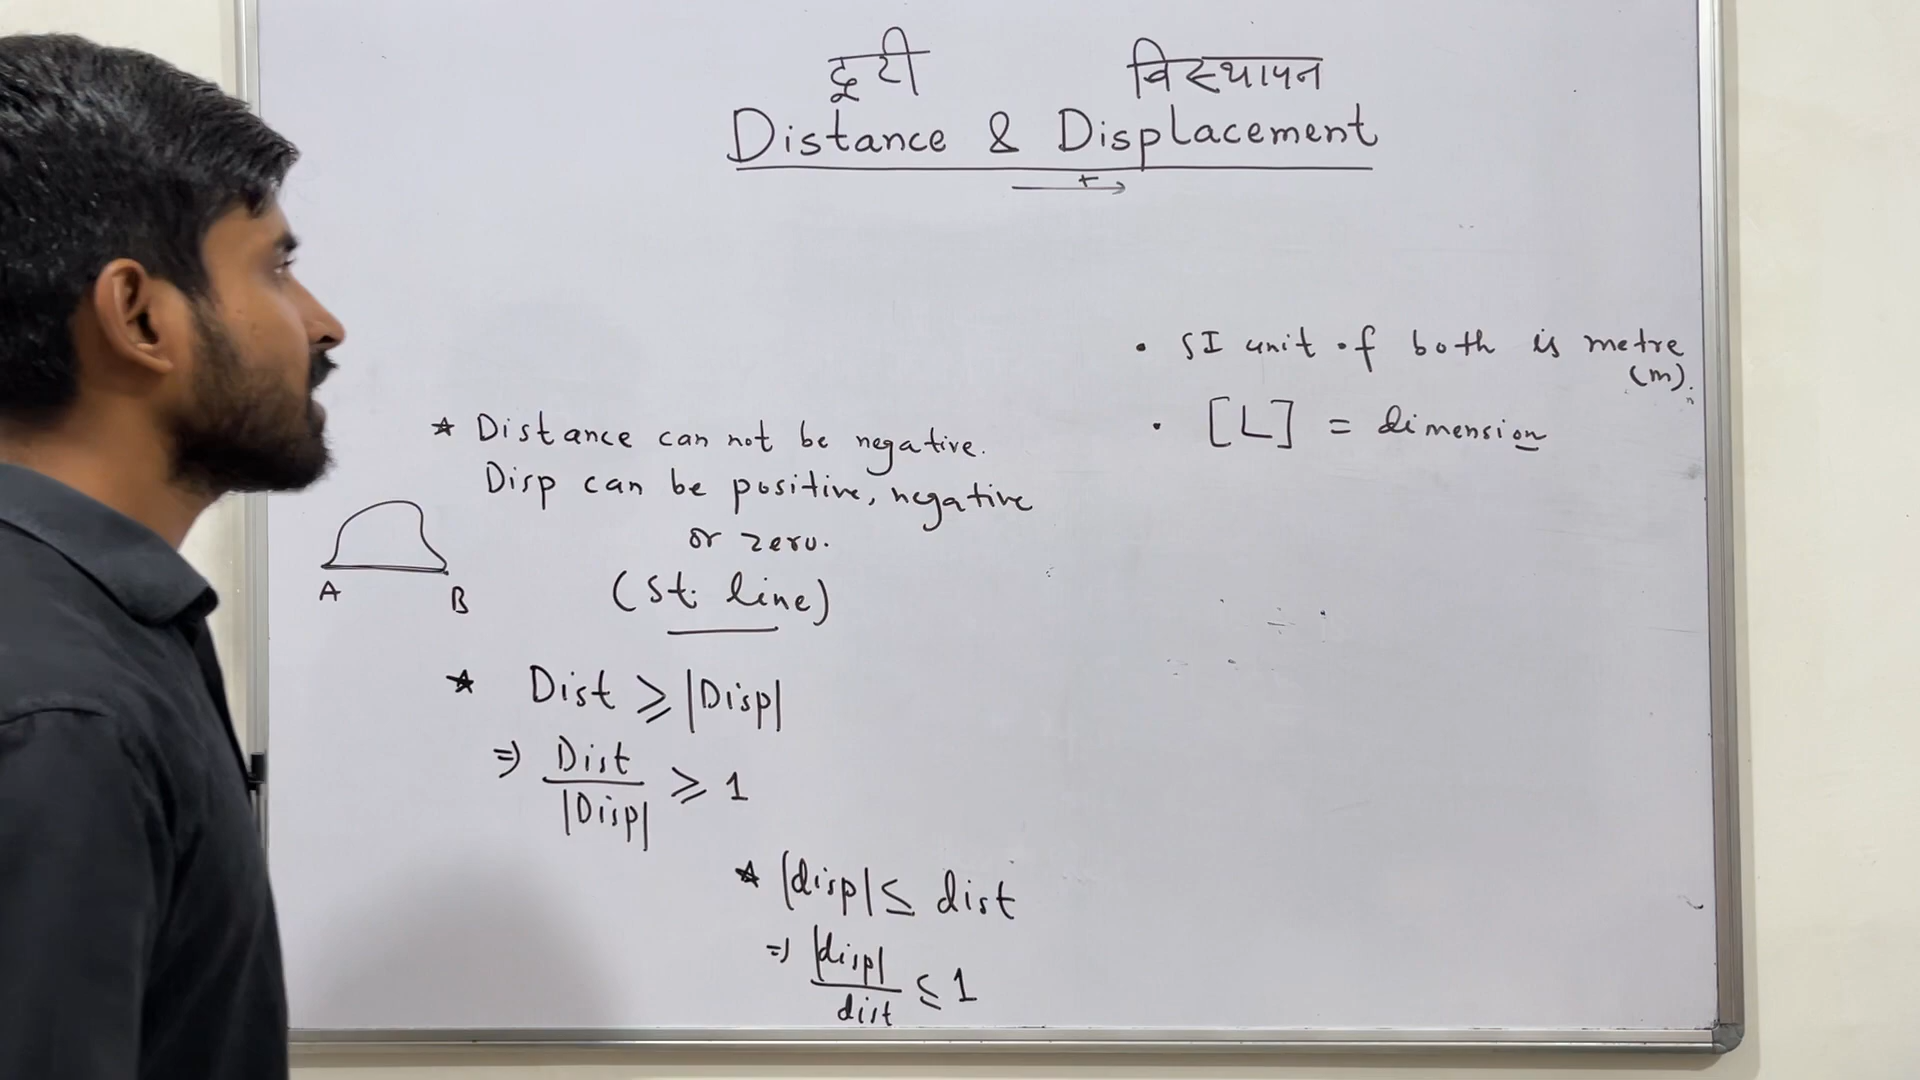 दूरी विस्थापन
Distance & Displacement
+
★ Distance can not be negative.
Disp can be positive, negative
or zero.
(St. line)
A B
★ Dist ⩾ |Disp|
⇒ Dist / |Disp| ⩾ 1
★ |disp| ≤ dist
⇒ |disp| / dist ≤ 1
• SI unit of both is metre
(m).
• [L] = dimension